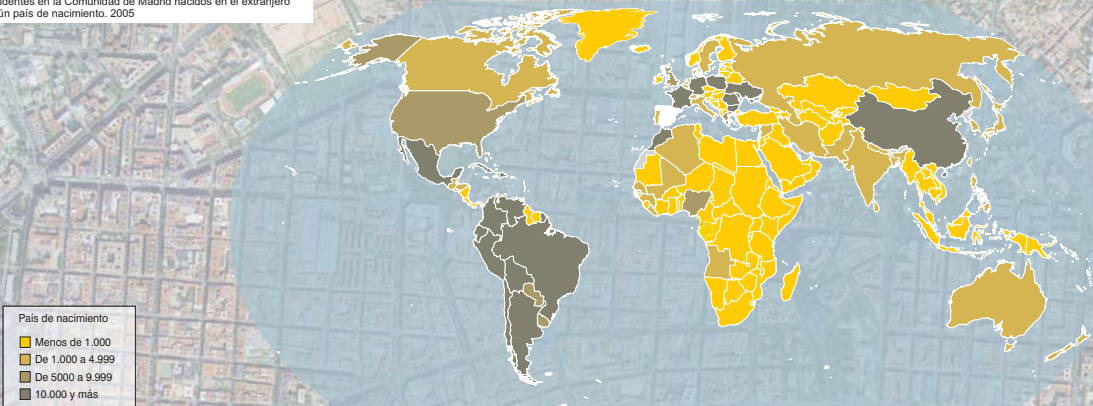 identes en la Comunidad de Madrid nacidos en el extranjero
ún país de nacimiento. 2005
País de nacimiento
Menos de 1.000
De 1.000 a 4.999
De 5000 a 9.999
10.000 y más